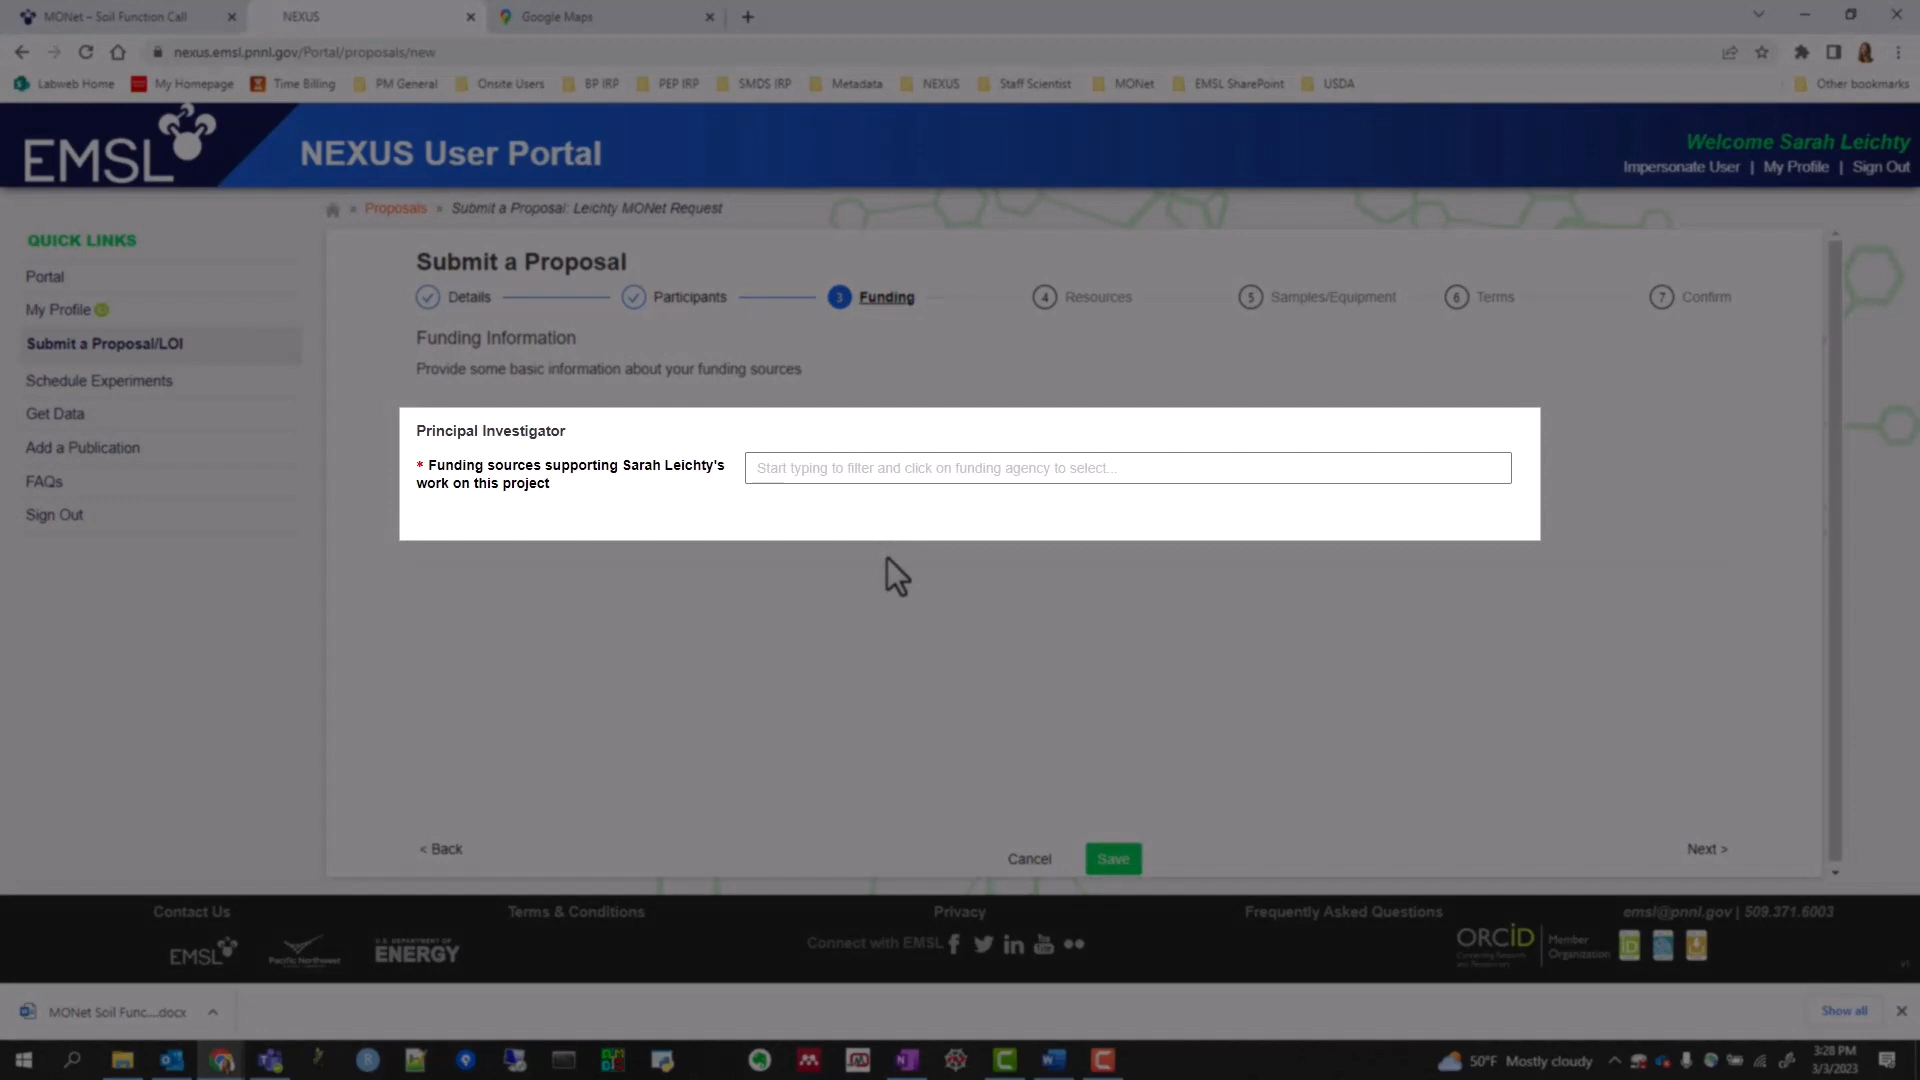 MONet – Soil Function Call
NEXUS
Google Maps
nexus.emsl.pnnl.gov/Portal/proposals/new
Labweb Home
My Homepage
Time Billing
PM General
Onsite Users
BP IRP
PEP IRP
SMDS IRP
Metadata
NEXUS
Staff Scientist
MONet
EMSL SharePoint
USDA
Other bookmarks
EMSL
NEXUS User Portal
Welcome Sarah Leichty
Impersonate User | My Profile | Sign Out
» Proposals » Submit a Proposal: Leichty MONet Request
QUICK LINKS
Portal
My Profile
Submit a Proposal/LOI
Schedule Experiments
Get Data
Add a Publication
FAQs
Sign Out
Submit a Proposal
Details
Participants
3 Funding
4 Resources
5 Samples/Equipment
6 Terms
7 Confirm
Funding Information
Provide some basic information about your funding sources
Principal Investigator
* Funding sources supporting Sarah Leichty's
work on this project
Start typing to filter and click on funding agency to select...
< Back
Cancel
Save
Next >
Contact Us
Terms & Conditions
Privacy
Frequently Asked Questions
emsl@pnnl.gov | 509.371.6003
EMSL
Pacific Northwest
U.S. DEPARTMENT OF
ENERGY
Connect with EMSL
ORCID
Member
Organization
MONet Soil Func....docx
Show all
50°F Mostly cloudy
3:28 PM
3/3/2023